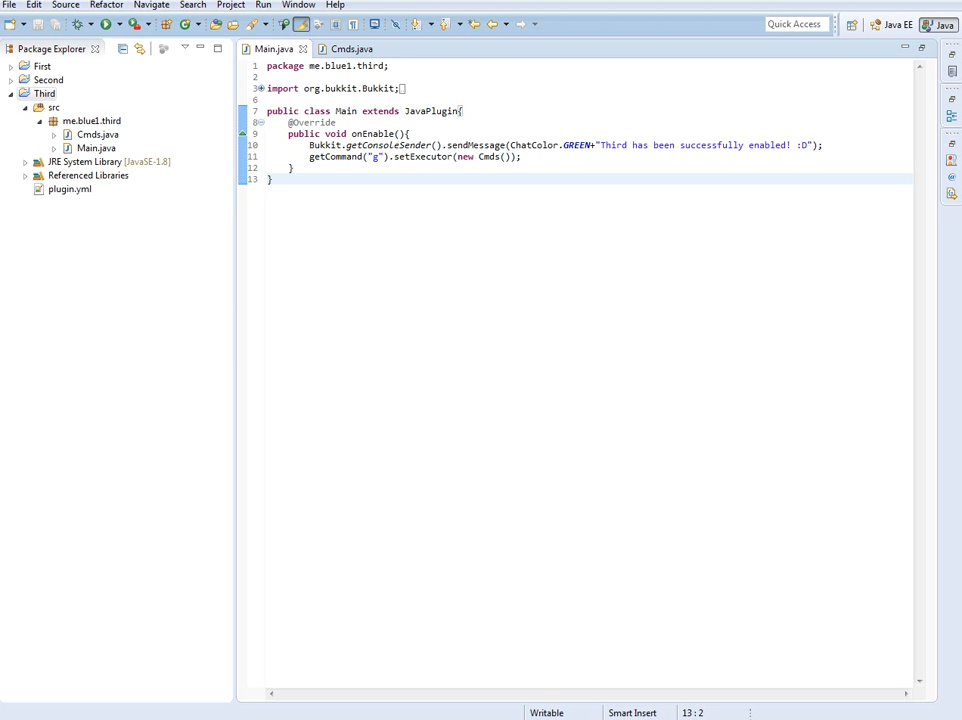 File Edit Source Refactor Navigate Search Project Run Window Help
Quick Access
Java EE
Java
Package Explorer
First
Second
Third
src
me.blue1.third
Cmds.java
Main.java
JRE System Library [JavaSE-1.8]
Referenced Libraries
plugin.yml
Main.java
Cmds.java
1 package me.blue1.third;
2
3 import org.bukkit.Bukkit;
6
7 public class Main extends JavaPlugin{
8 @Override
9 public void onEnable(){
10 Bukkit.getConsoleSender().sendMessage(ChatColor.GREEN+"Third has been successfully enabled! :D");
11 getCommand("g").setExecutor(new Cmds());
12 }
13 }
Writable
Smart Insert
13 : 2